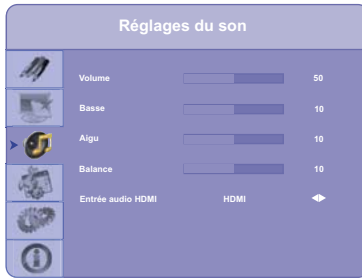 Réglages du son
Volume 50
Basse 10
Aigu 10
Balance 10
Entrée audio HDMI HDMI